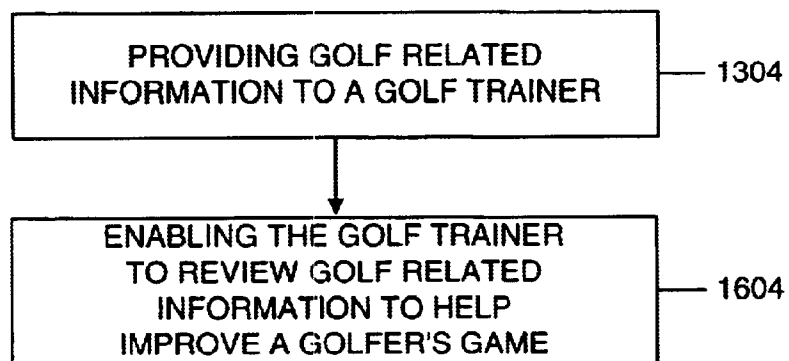 PROVIDING GOLF RELATED
INFORMATION TO A GOLF TRAINER
1304
ENABLING THE GOLF TRAINER
TO REVIEW GOLF RELATED
INFORMATION TO HELP
IMPROVE A GOLFER'S GAME
1604